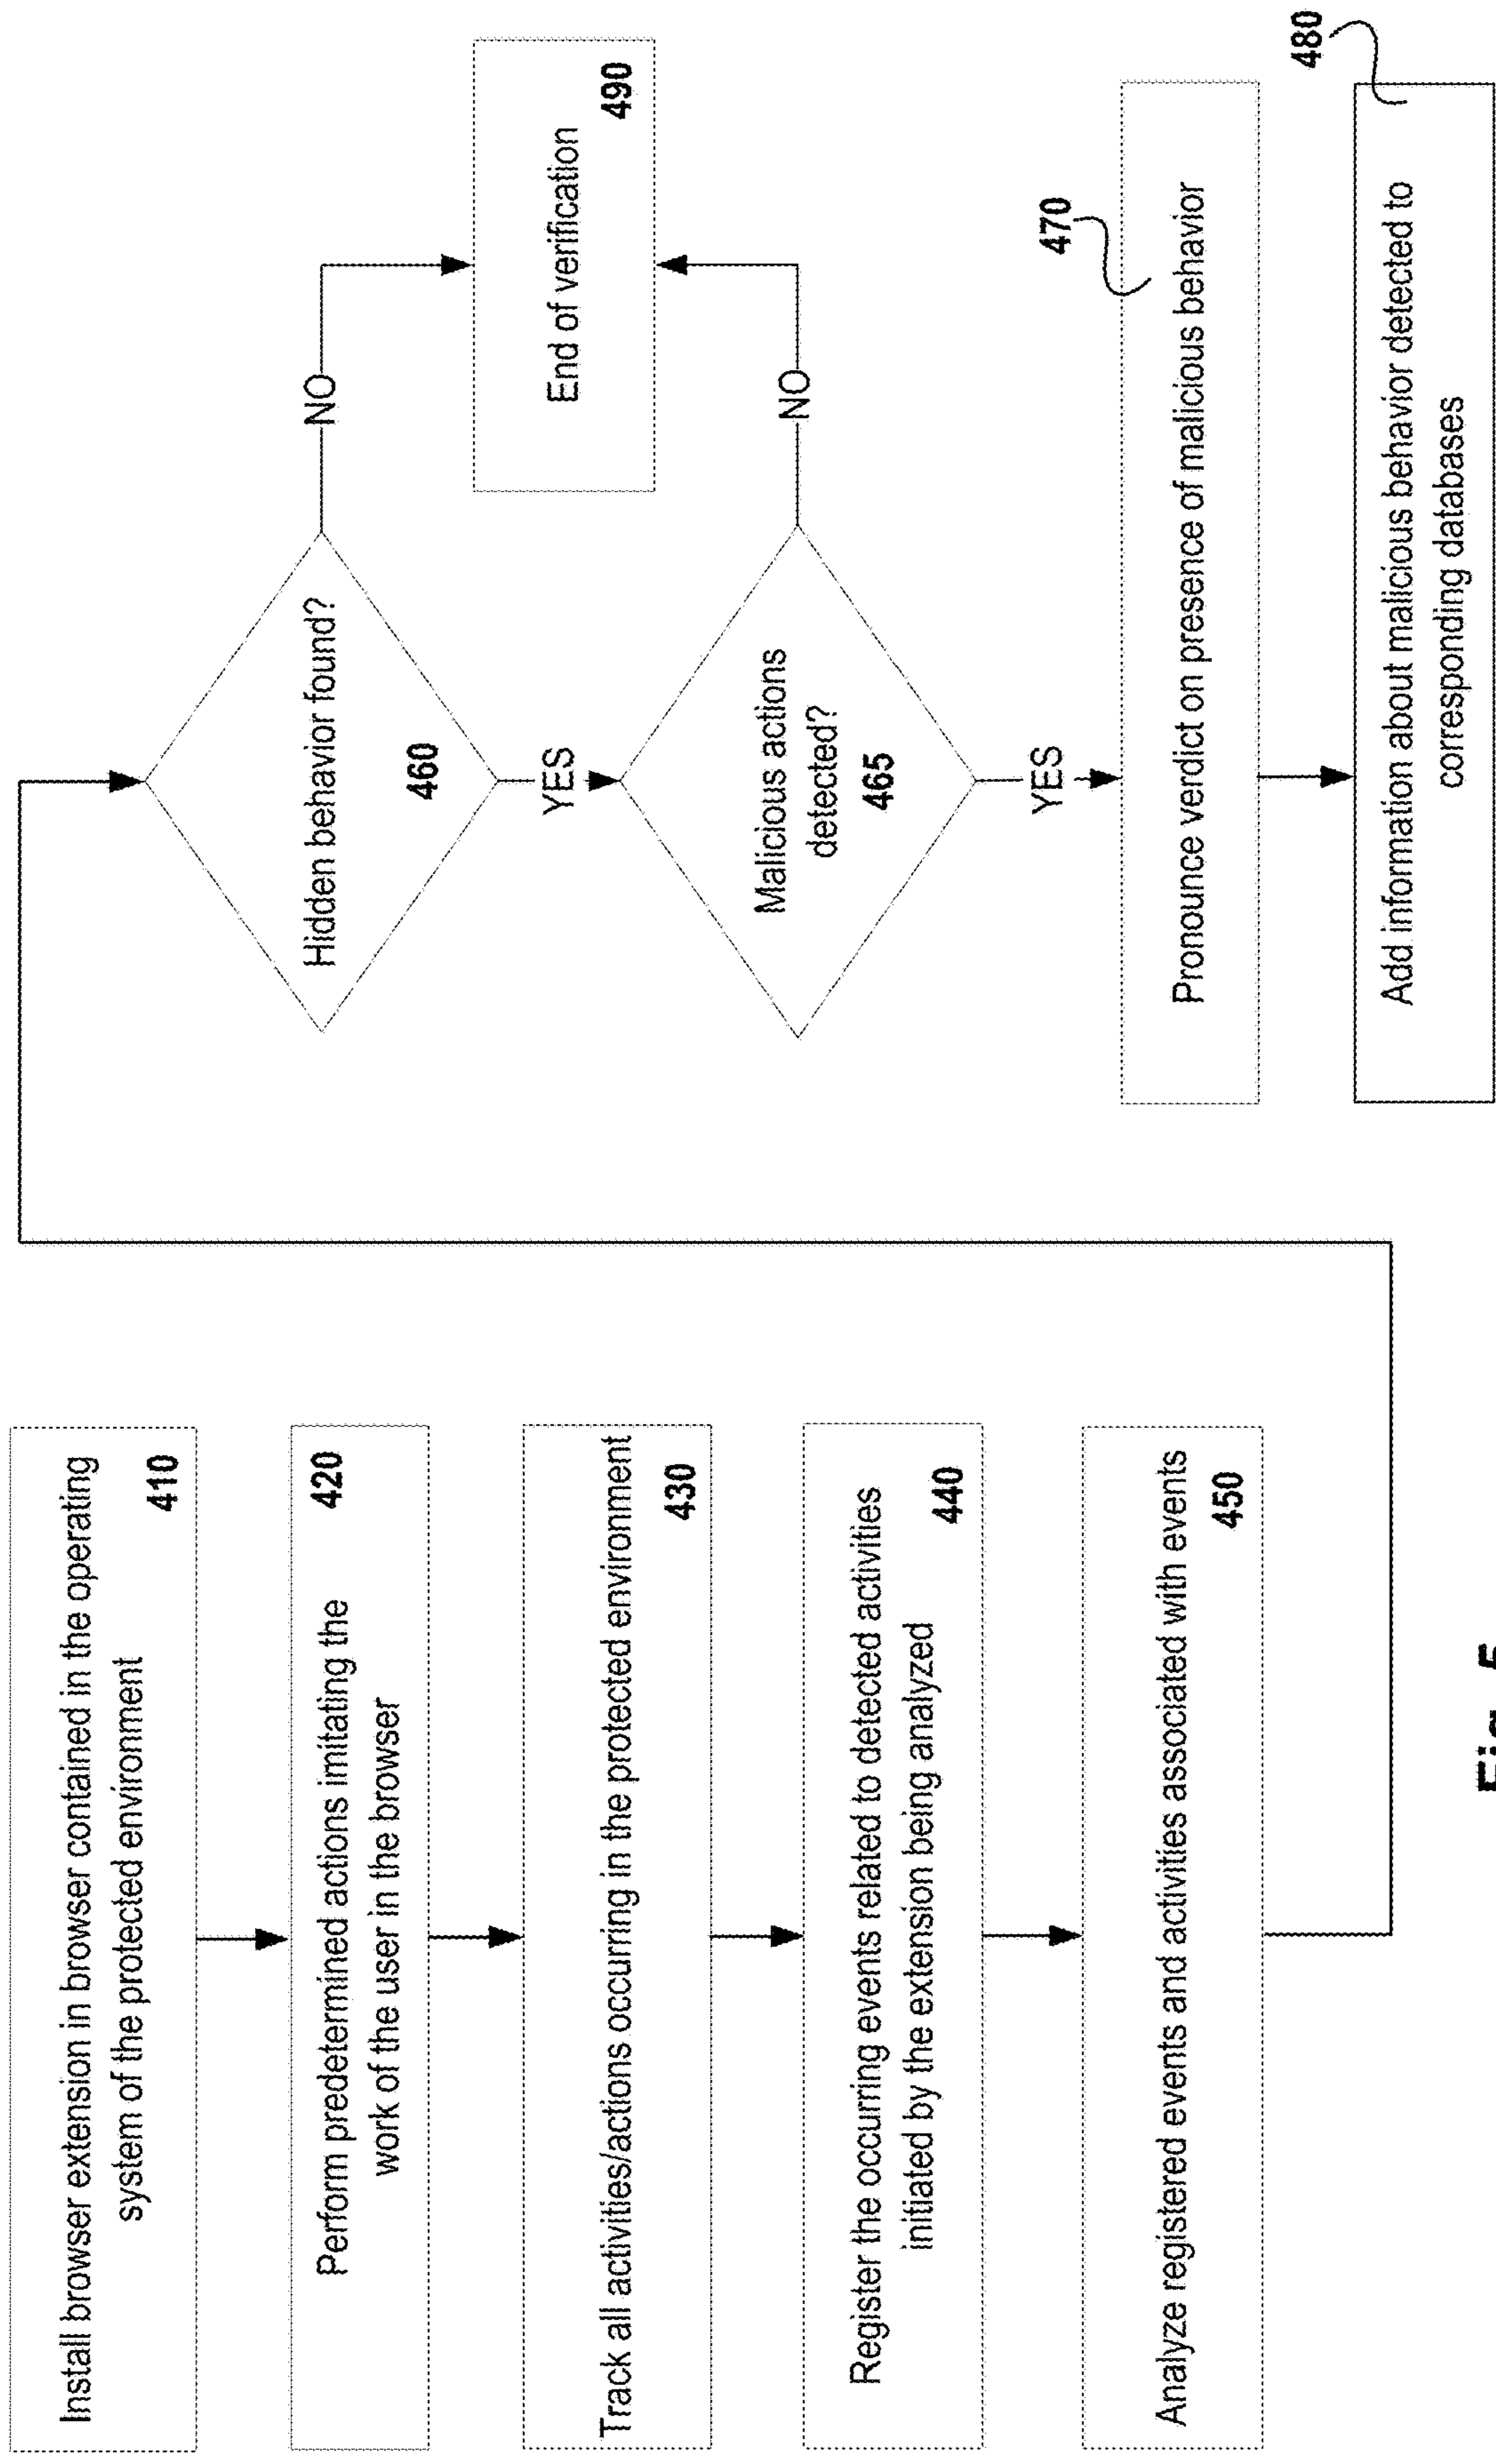 Install browser extension in browser contained in the operating
system of the protected environment
410
Perform predetermined actions imitating the
work of the user in the browser
420
Track all activities/actions occurring in the protected environment
430
Register the occurring events related to detected activities
initiated by the extension being analyzed
440
Analyze registered events and activities associated with events
450
Hidden behavior found?
460
NO
YES
End of verification
490
Malicious actions
detected?
465
NO
YES
470
Pronounce verdict on presence of malicious behavior
480
Add information about malicious behavior detected to
corresponding databases
Fig. 5